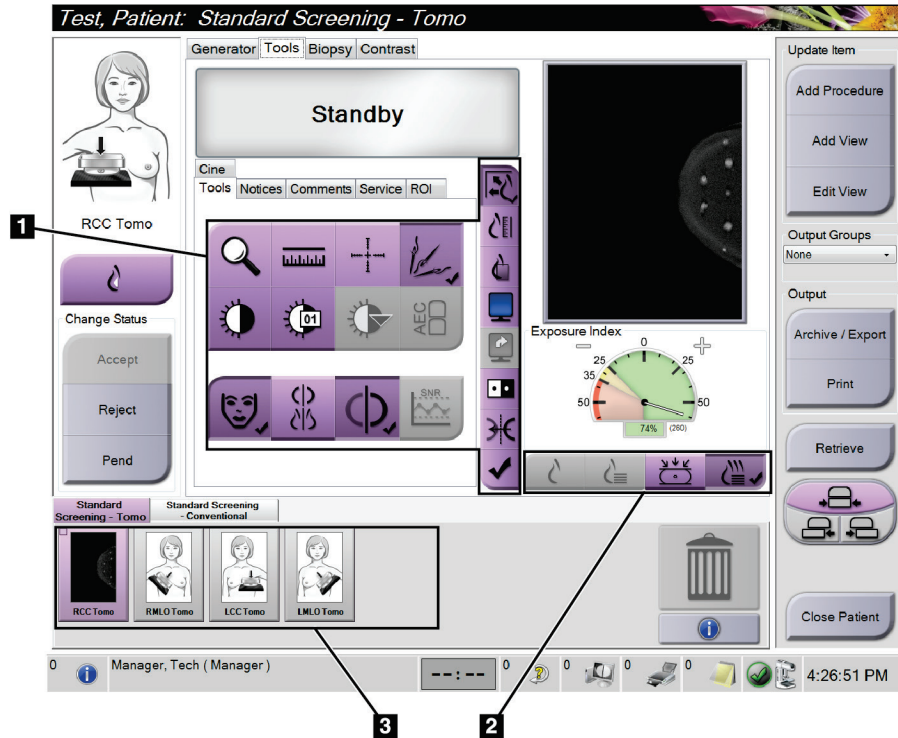 Test, Patient: Standard Screening - Tomo
Generator Tools Biopsy Contrast
Update Item
Standby
Add Procedure
Add View
Edit View
Cine
Tools Notices Comments Service ROI
RCC Tomo
1
Output Groups
None
01
AEC
Change Status
Output
Accept
Exposure Index
Archive / Export
0
25 25
35
50 50
74% (260)
SNR
Reject
Print
Pend
Retrieve
Standard
Screening - Tomo
Standard Screening
- Conventional
RCC Tomo
RMLO Tomo
LCC Tomo
LMLO Tomo
Close Patient
0 Manager, Tech ( Manager ) --:-- 0 0 0 0 4:26:51 PM
3 2